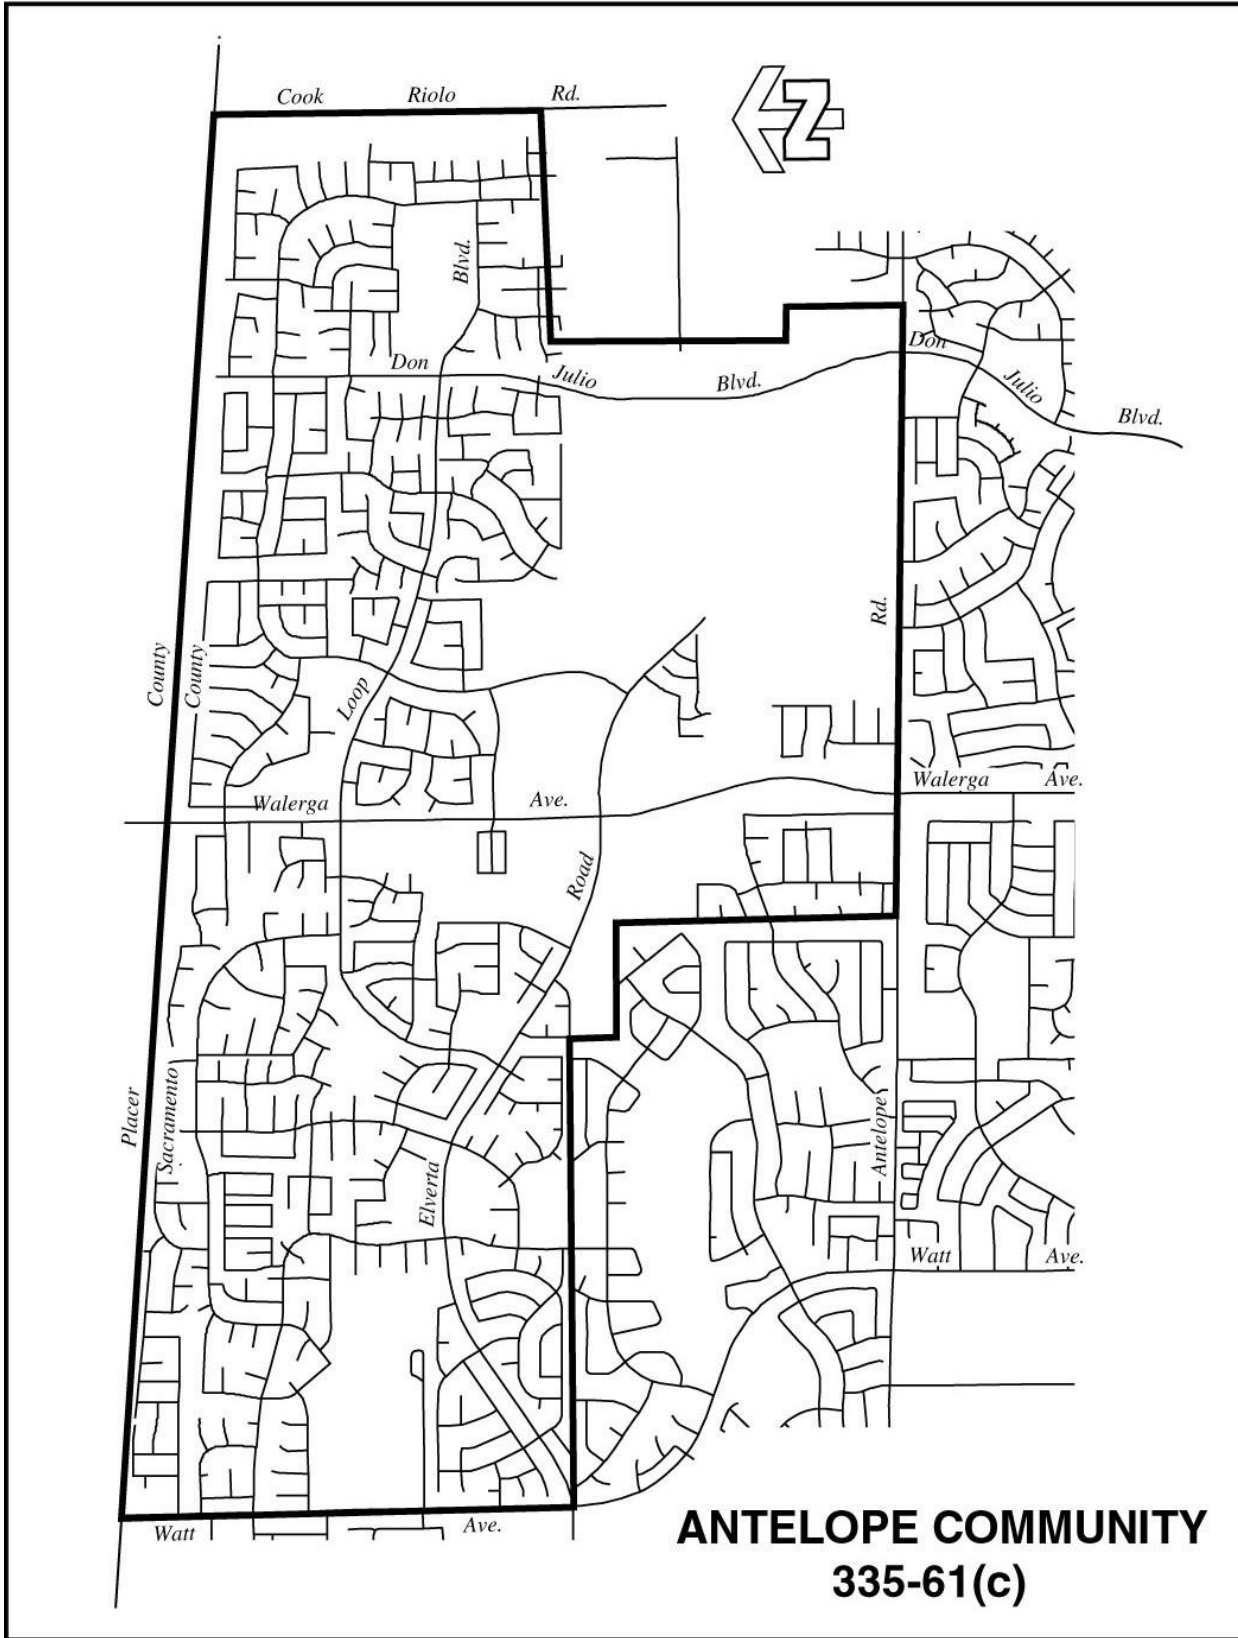 Cook Riolo Rd.
Z
Blvd.
Don Julio Blvd.
Don Julio Blvd.
Rd.
County
County
Loop
Walerga Ave.
Walerga Ave.
Road
Placer
Sacramento
Antelope
Elverta
Watt Ave.
Watt Ave.
ANTELOPE COMMUNITY
335-61(c)